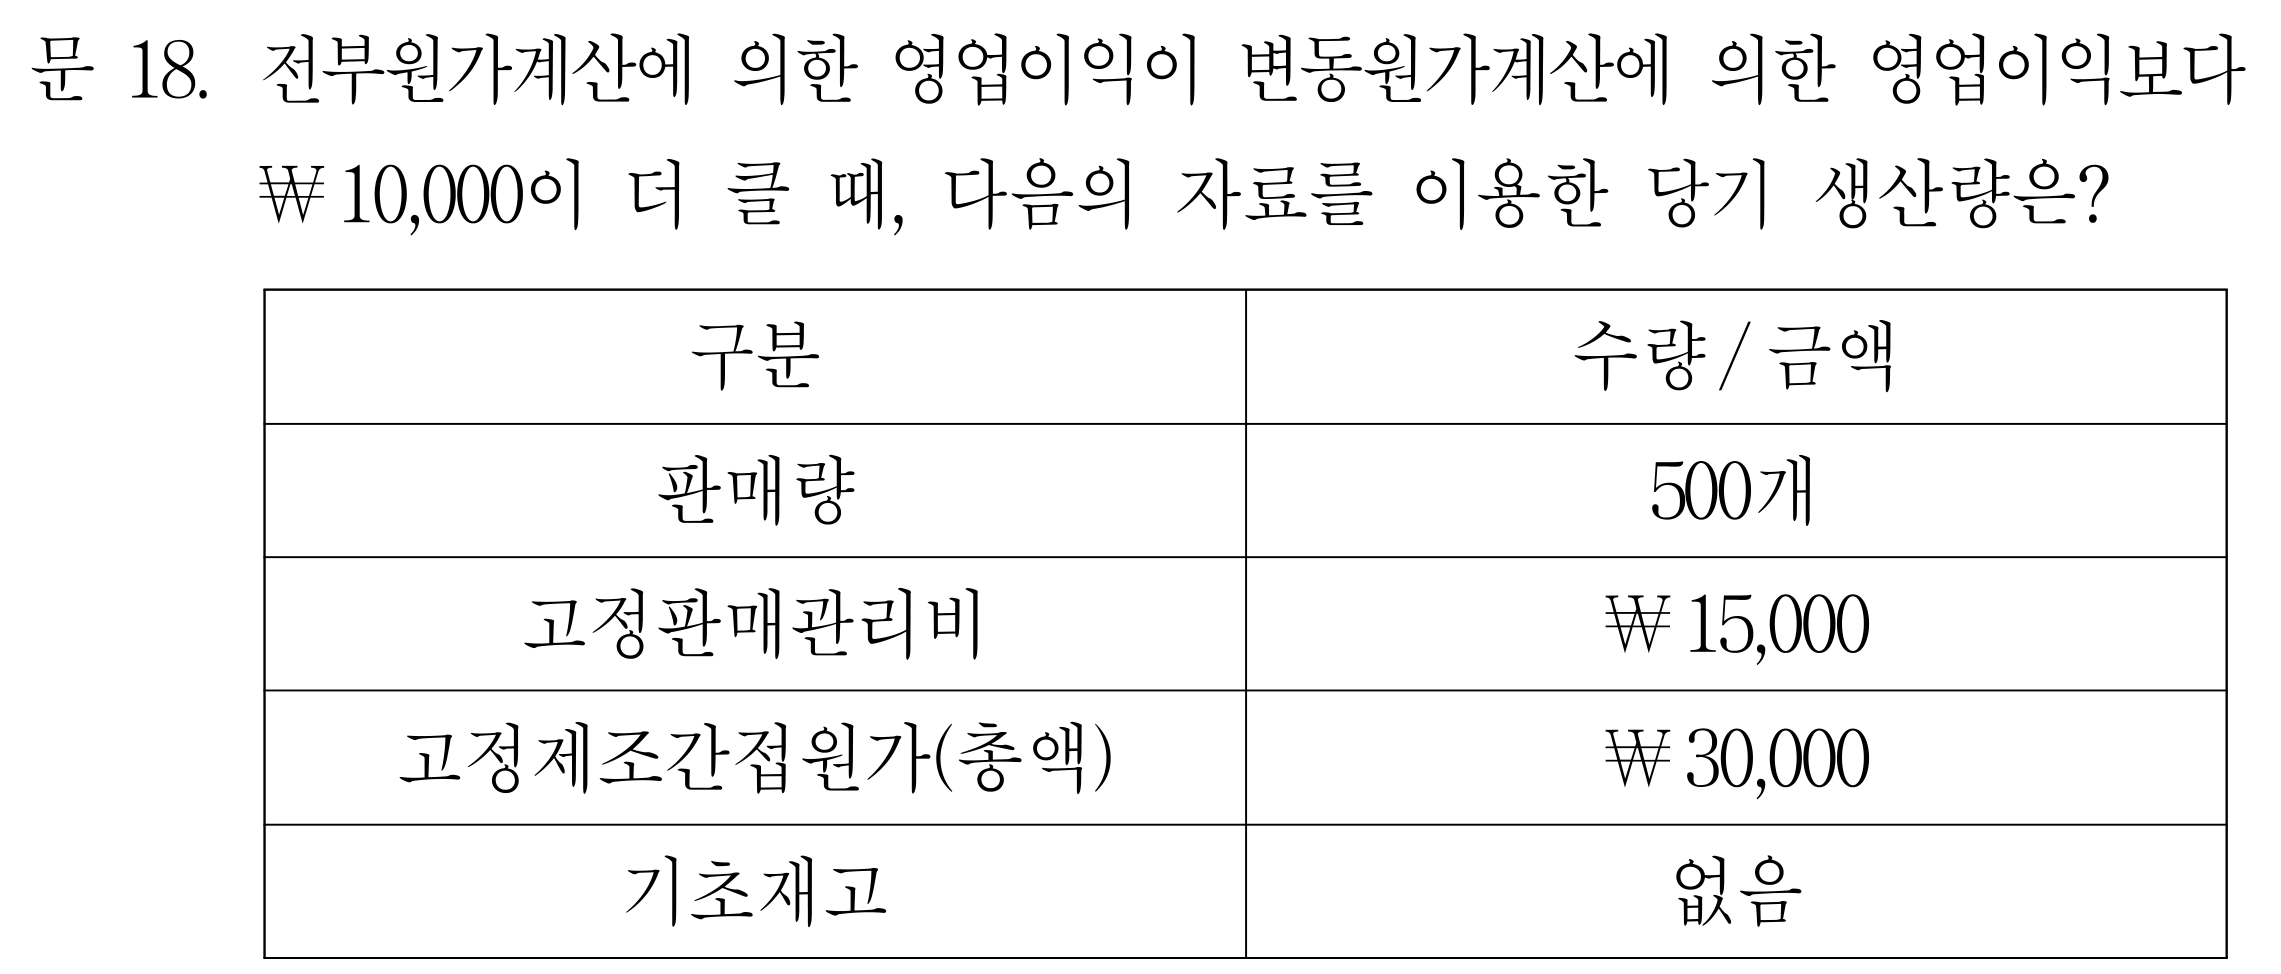 문 18. 전부원가계산에 의한 영업이익이 변동원가계산에 의한 영업이익보다
₩10,000이 더 클 때, 다음의 자료를 이용한 당기 생산량은?
구분 수량/금액
판매량 500개
고정판매관리비 ₩15,000
고정제조간접원가(총액) ₩30,000
기초재고 없음